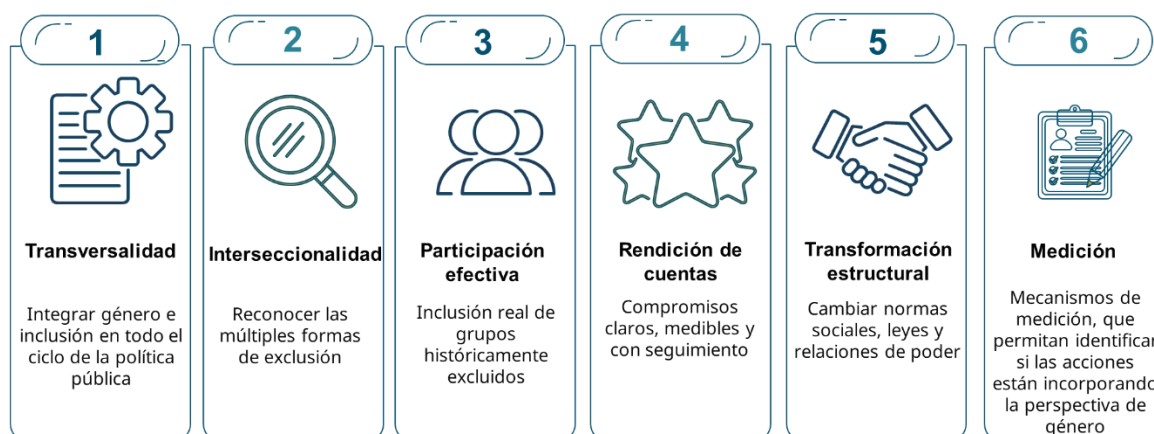 1
Transversalidad
Integrar género e
inclusión en todo el
ciclo de la política
pública
2
Interseccionalidad
Reconocer las
múltiples formas
de exclusión
3
Participación
efectiva
Inclusión real de
grupos
históricamente
excluidos
4
Rendición de
cuentas
Compromisos
claros, medibles y
con seguimiento
5
Transformación
estructural
Cambiar normas
sociales, leyes y
relaciones de poder
6
Medición
Mecanismos de
medición, que
permitan identificar
si las acciones
están incorporando
la perspectiva de
género